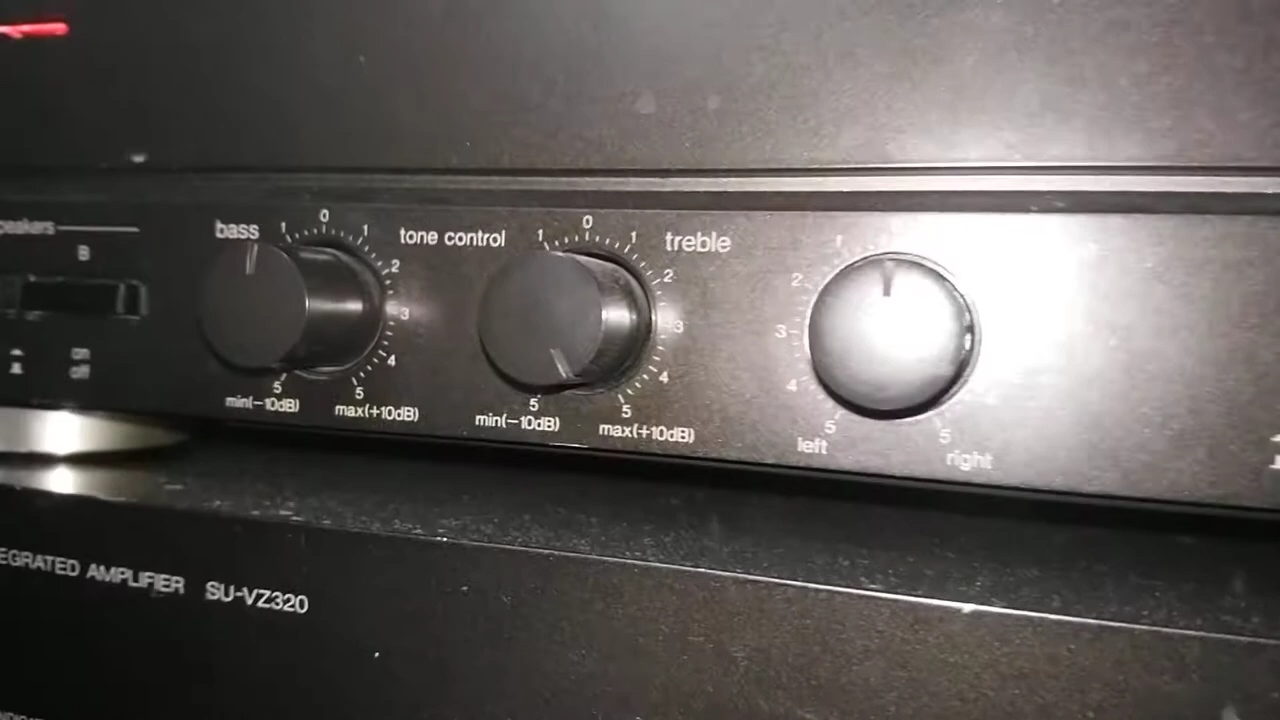 peakers
B
on
off
bass
1 0 1 2 3 4 5 5
min(-10dB) max(+10dB)
tone control
1 0 1 2 3 4 5 5
min(-10dB) max(+10dB)
treble
1 2 3 4 5 5
left right
EGRATED AMPLIFIER SU-VZ320